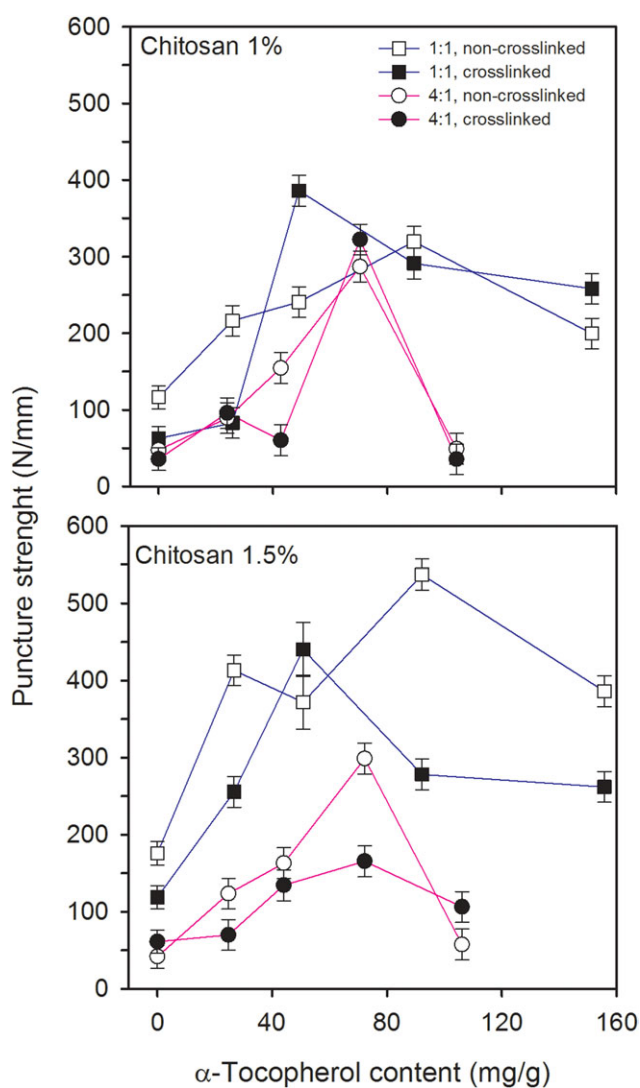 600
Chitosan 1%
1:1, non-crosslinked
1:1, crosslinked
4:1, non-crosslinked
4:1, crosslinked
500
400
300
200
100
0
Puncture strenght (N/mm)
600
Chitosan 1.5%
500
400
300
200
100
0
0 40 80 120 160
α-Tocopherol content (mg/g)